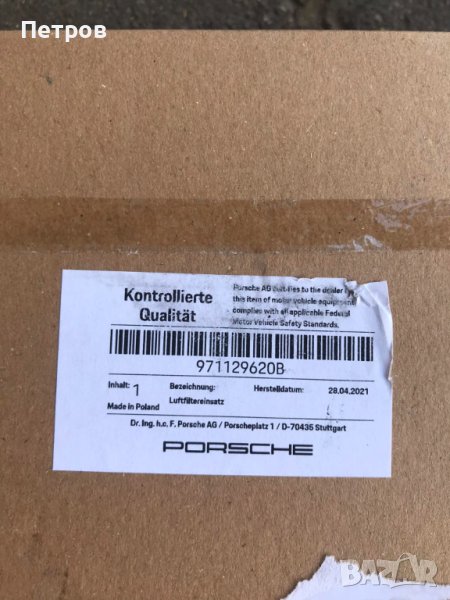 Петров
Kontrollierte
Qualität
Porsche AG certifies to the dealer
this item of motor vehicle equipment
complies with all applicable Federal
Motor Vehicle Safety Standards.
971129620B
Inhalt: 1
Bezeichnung:
Herstelldatum:
28.04.2021
Made in Poland
Luftfiltereinsatz
Dr. Ing. h.c. F. Porsche AG / Porscheplatz 1 / D-70435 Stuttgart
PORSCHE
BAZAR